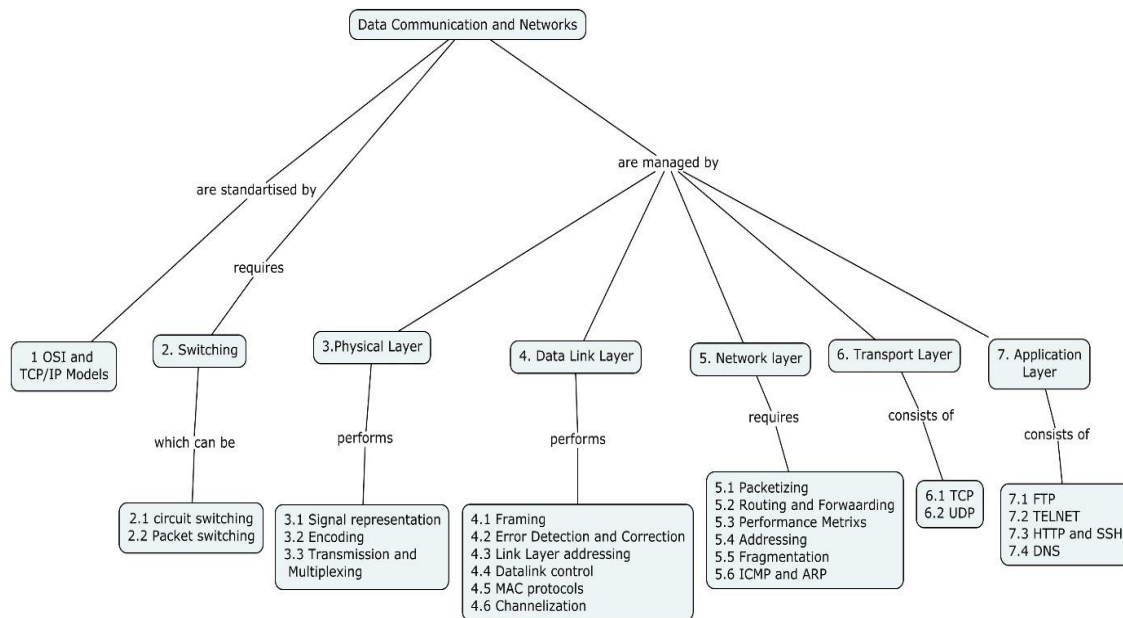 Data Communication and Networks
are managed by
are standartised by
requires
1 OSI and
TCP/IP Models
2. Switching
3.Physical Layer
4. Data Link Layer
5. Network layer
6. Transport Layer
7. Application
Layer
which can be
performs
performs
requires
consists of
consists of
2.1 circuit switching
2.2 Packet switching
3.1 Signal representation
3.2 Encoding
3.3 Transmission and
Multiplexing
4.1 Framing
4.2 Error Detection and Correction
4.3 Link Layer addressing
4.4 Datalink control
4.5 MAC protocols
4.6 Channelization
5.1 Packetizing
5.2 Routing and Forwarding
5.3 Performance Metrixs
5.4 Addressing
5.5 Fragmentation
5.6 ICMP and ARP
6.1 TCP
6.2 UDP
7.1 FTP
7.2 TELNET
7.3 HTTP and SSH
7.4 DNS